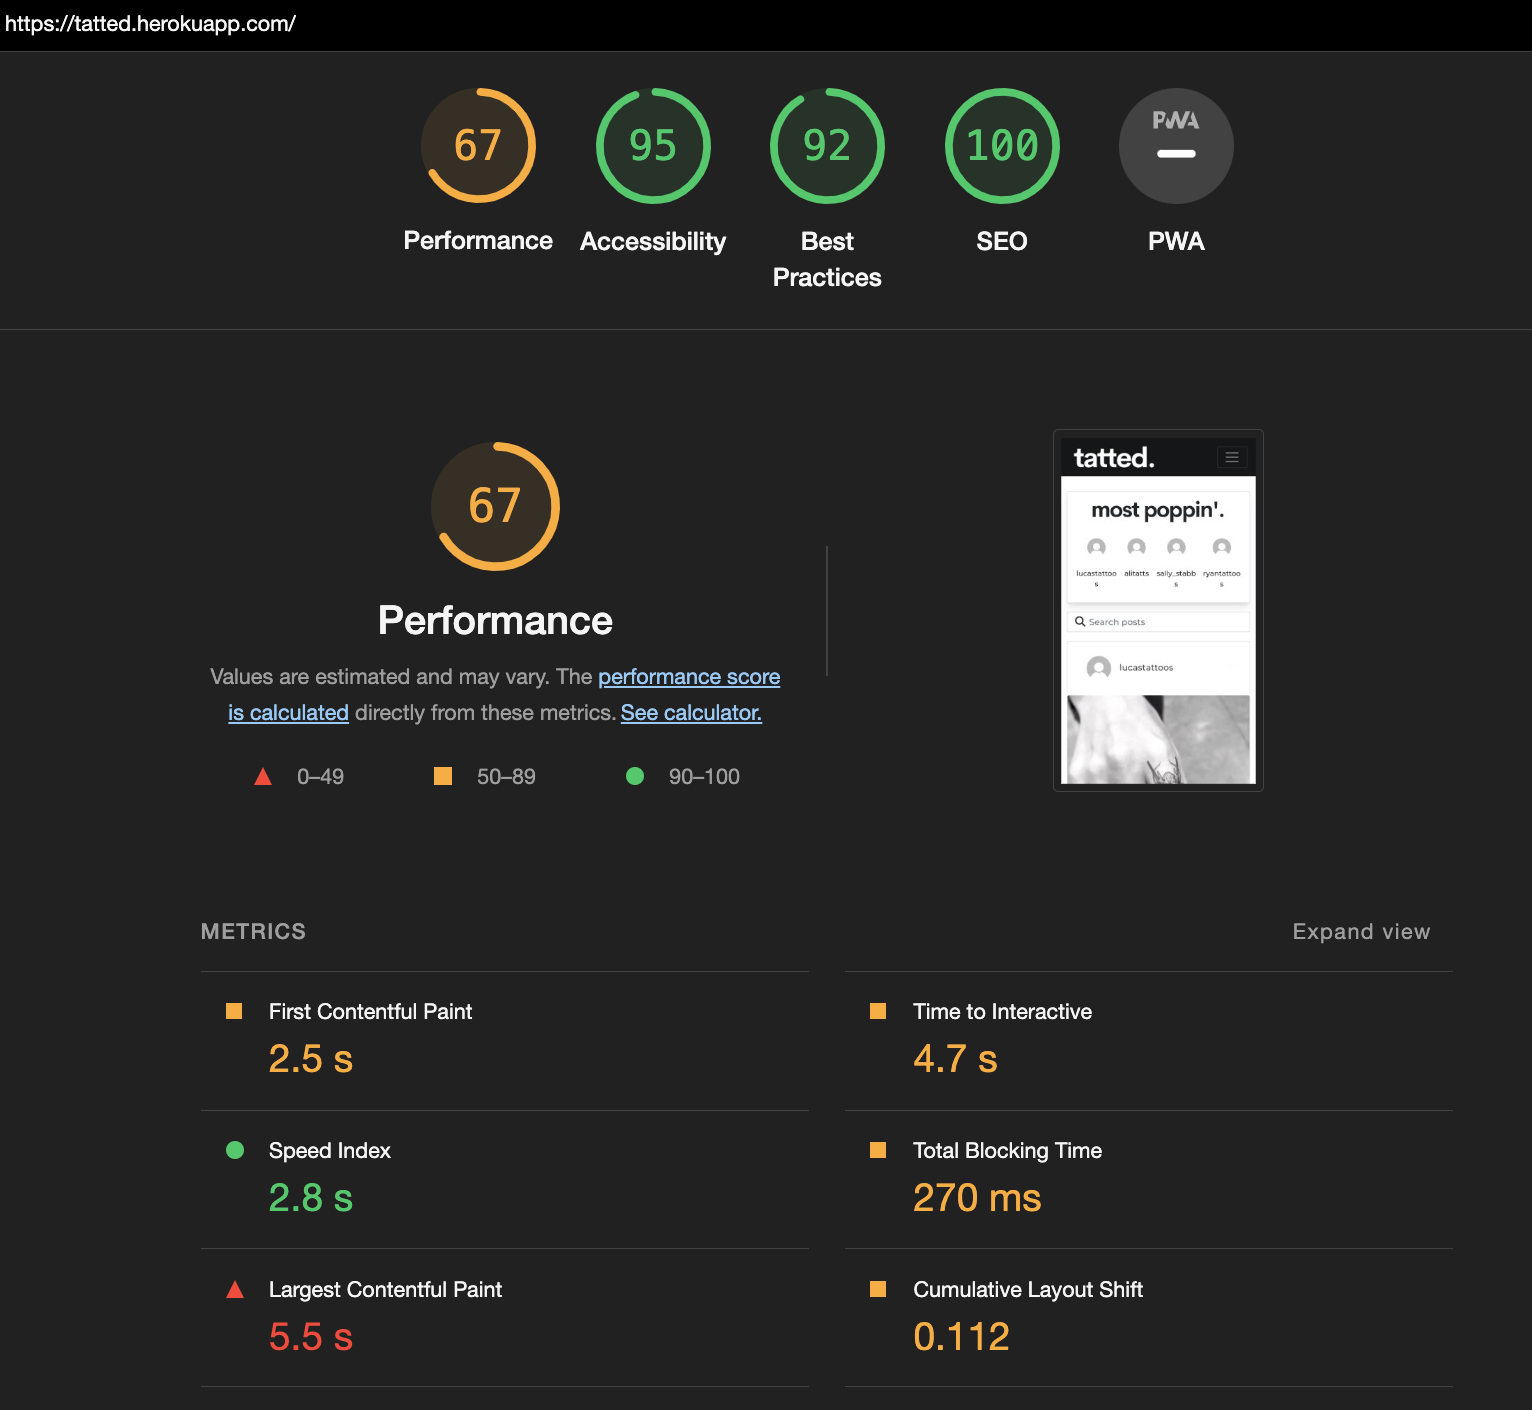 https://tatted.herokuapp.com/
67
95
92
100
PWA
Performance
Accessibility
Best
Practices
SEO
PWA
67
Performance
Values are estimated and may vary. The performance score
is calculated directly from these metrics. See calculator.
0–49
50–89
90–100
tatted.
most poppin'.
lucastattoo
s
alitatts
sally_stabb
s
ryantattoo
s
Search posts
lucastattoos
METRICS
Expand view
First Contentful Paint
2.5 s
Time to Interactive
4.7 s
Speed Index
2.8 s
Total Blocking Time
270 ms
Largest Contentful Paint
5.5 s
Cumulative Layout Shift
0.112